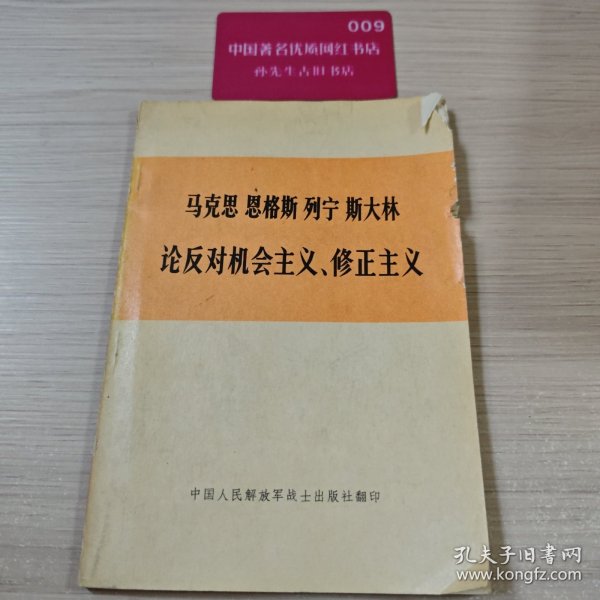 009
中国著名优质网红书店
孙先生古旧书店
马克思 恩格斯 列宁 斯大林
论反对机会主义、修正主义
中国人民解放军战士出版社翻印
孔夫子旧书网
www.kongfz.com